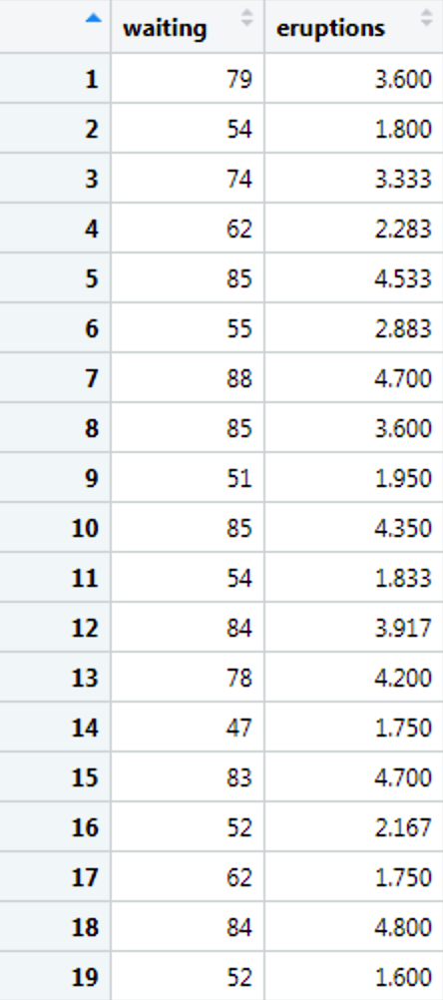 waiting eruptions
1 79 3.600
2 54 1.800
3 74 3.333
4 62 2.283
5 85 4.533
6 55 2.883
7 88 4.700
8 85 3.600
9 51 1.950
10 85 4.350
11 54 1.833
12 84 3.917
13 78 4.200
14 47 1.750
15 83 4.700
16 52 2.167
17 62 1.750
18 84 4.800
19 52 1.600